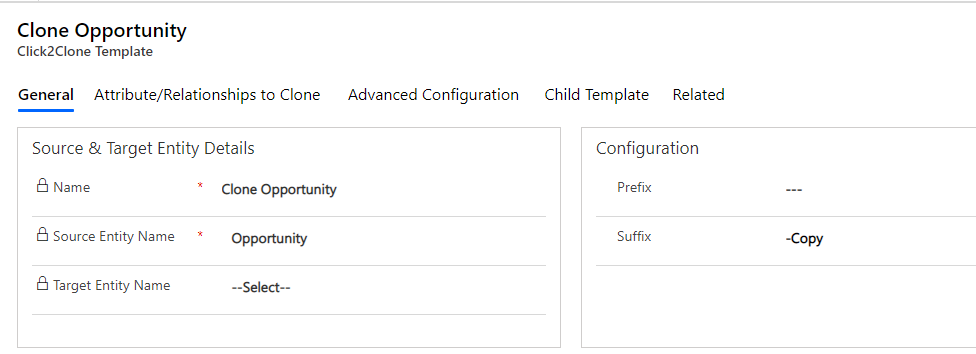 Clone Opportunity
Click2Clone Template
General Attribute/Relationships to Clone Advanced Configuration Child Template Related
Source & Target Entity Details
Name * Clone Opportunity
Source Entity Name * Opportunity
Target Entity Name --Select--
Configuration
Prefix ---
Suffix -Copy